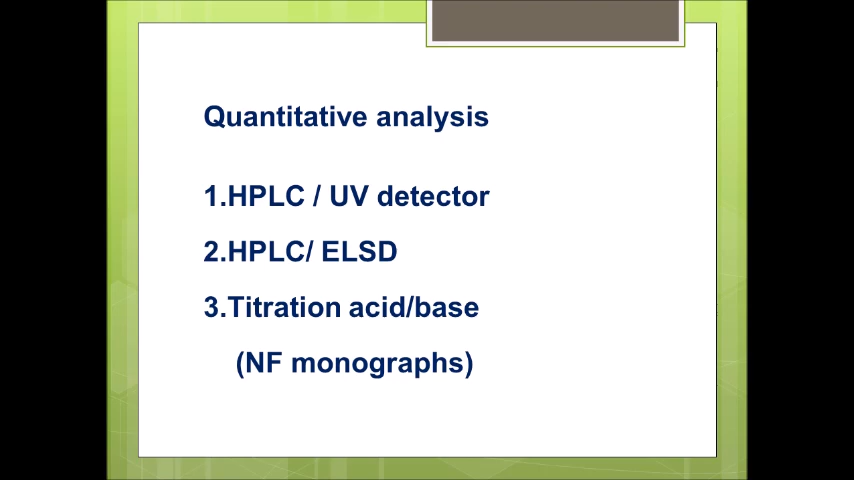 Quantitative analysis
1.HPLC / UV detector
2.HPLC/ ELSD
3.Titration acid/base
(NF monographs)